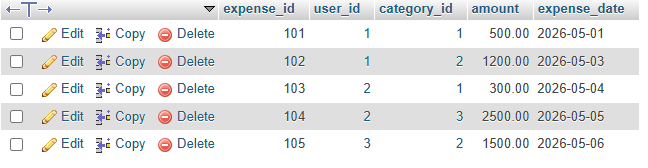 expense_id user_id category_id amount expense_date
Edit Copy Delete 101 1 1 500.00 2026-05-01
Edit Copy Delete 102 1 2 1200.00 2026-05-03
Edit Copy Delete 103 2 1 300.00 2026-05-04
Edit Copy Delete 104 2 3 2500.00 2026-05-05
Edit Copy Delete 105 3 2 1500.00 2026-05-06